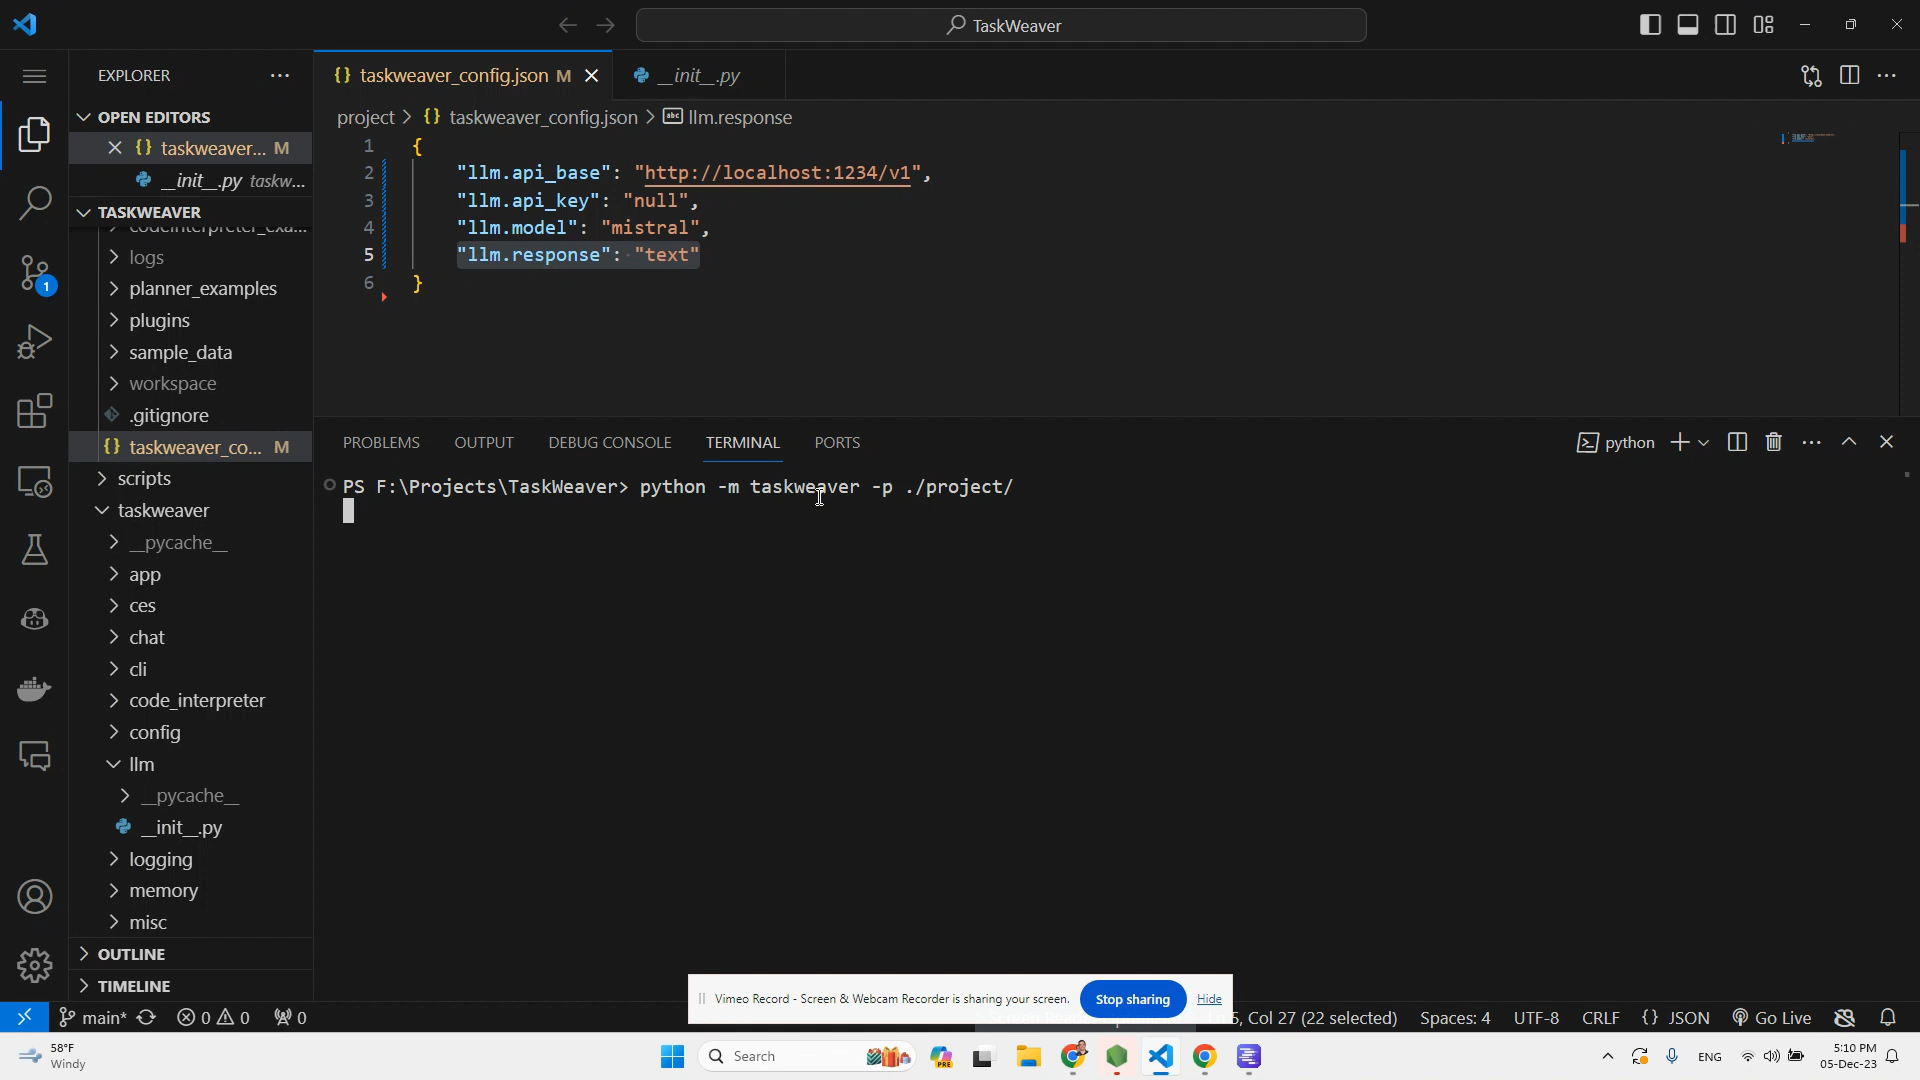 TaskWeaver
EXPLORER
OPEN EDITORS
taskweaver... M
__init__.py taskw...
TASKWEAVER
codeinterpreter_exa...
logs
planner_examples
plugins
sample_data
workspace
.gitignore
taskweaver_co... M
scripts
taskweaver
__pycache__
app
ces
chat
cli
code_interpreter
config
llm
__pycache__
__init__.py
logging
memory
misc
OUTLINE
TIMELINE
taskweaver_config.json M
__init__.py
project > {} taskweaver_config.json > abc llm.response
1 {
2 "llm.api_base": "http://localhost:1234/v1",
3 "llm.api_key": "null",
4 "llm.model": "mistral",
5 "llm.response": "text"
6 }
PROBLEMS OUTPUT DEBUG CONSOLE TERMINAL PORTS
python
PS F:\Projects\TaskWeaver> python -m taskweaver -p ./project/
Vimeo Record - Screen & Webcam Recorder is sharing your screen. Stop sharing Hide
main* 0 0 0
5, Col 27 (22 selected) Spaces: 4 UTF-8 CRLF {} JSON Go Live
1
58°F
Windy
Search
PRE
ENG
5:10 PM
05-Dec-23